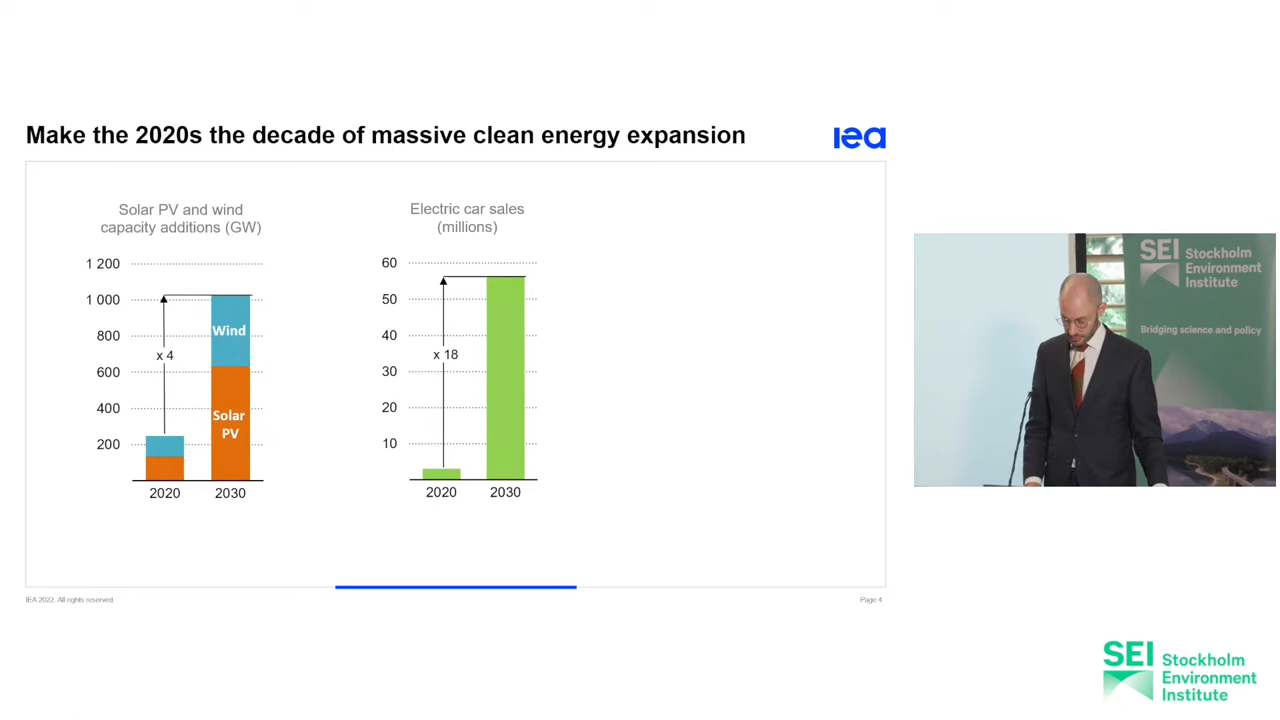 Make the 2020s the decade of massive clean energy expansion
iea
Solar PV and wind
capacity additions (GW)
1 200
1 000
800
600
400
200
x 4
Wind
Solar
PV
2020
2030
Electric car sales
(millions)
60
50
40
30
20
10
x 18
2020
2030
IEA 2022. All rights reserved.
Page 4
SEI
Stockholm
Environment
Institute
Bridging science and policy
SEI
Stockholm
Environment
Institute